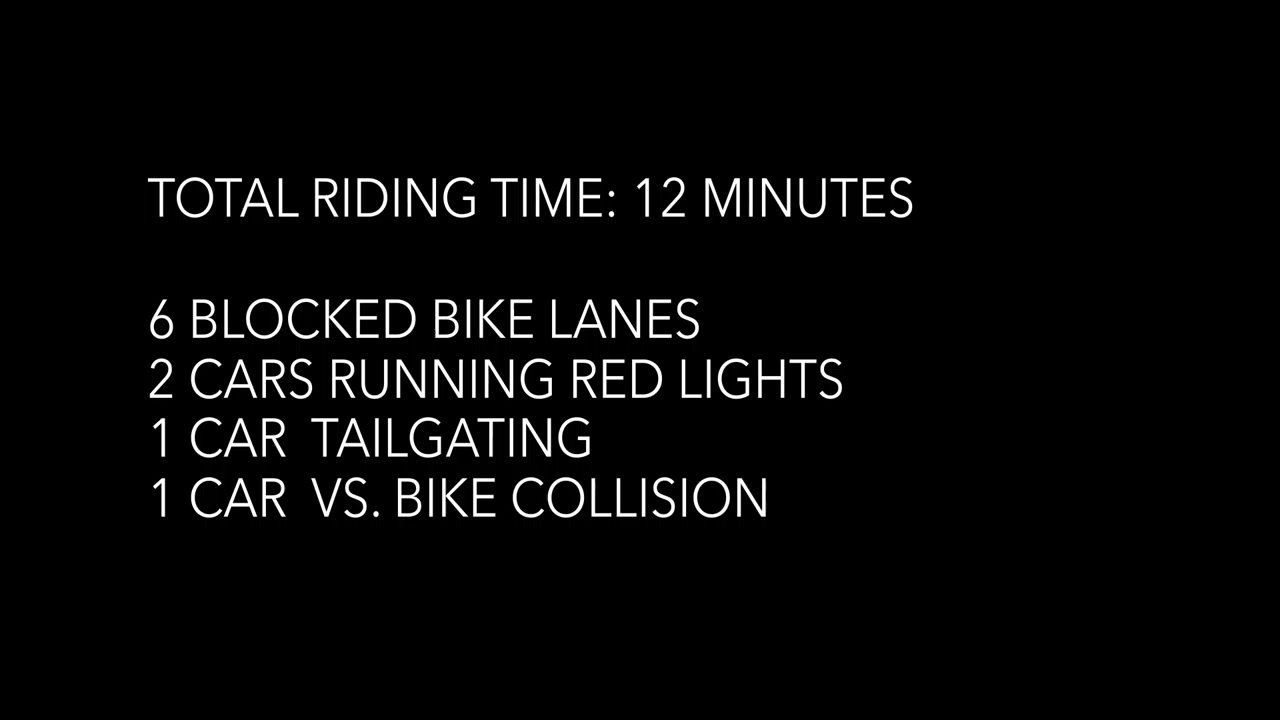 TOTAL RIDING TIME: 12 MINUTES
6 BLOCKED BIKE LANES
2 CARS RUNNING RED LIGHTS
1 CAR  TAILGATING
1 CAR  VS. BIKE COLLISION